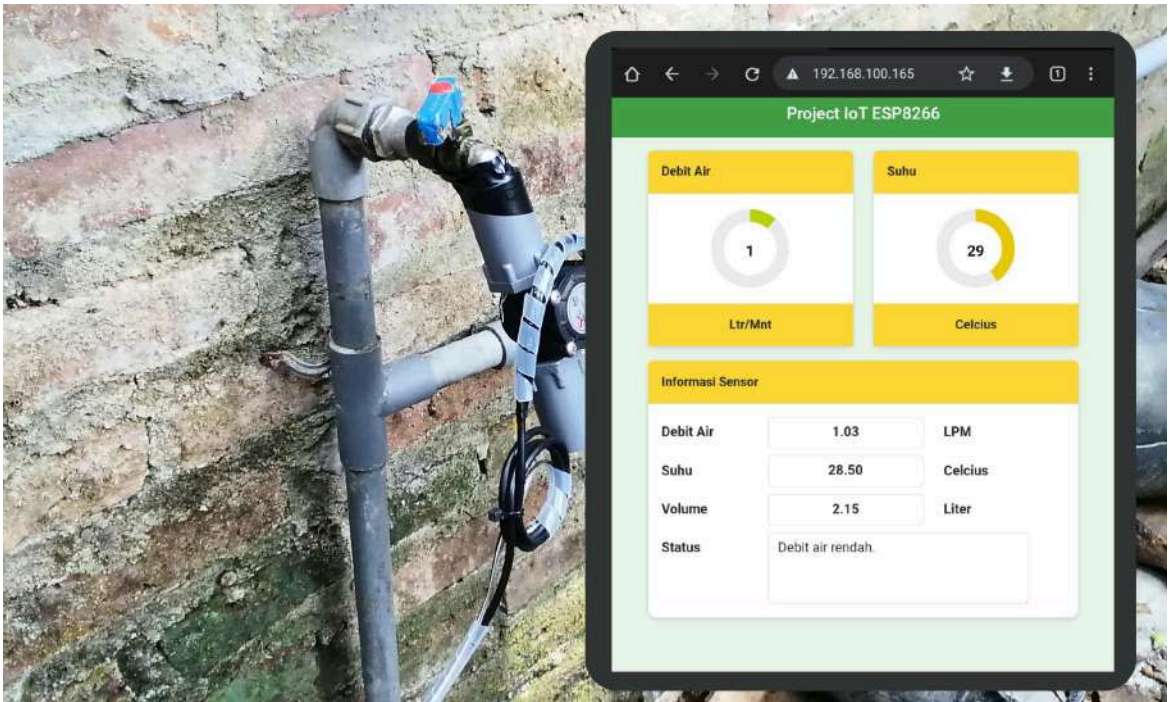 192.168.100.165
1
Project IoT ESP8266
Debit Air
1
Ltr/Mnt
Suhu
29
Celcius
Informasi Sensor
Debit Air 1.03 LPM
Suhu 28.50 Celcius
Volume 2.15 Liter
Status Debit air rendah.